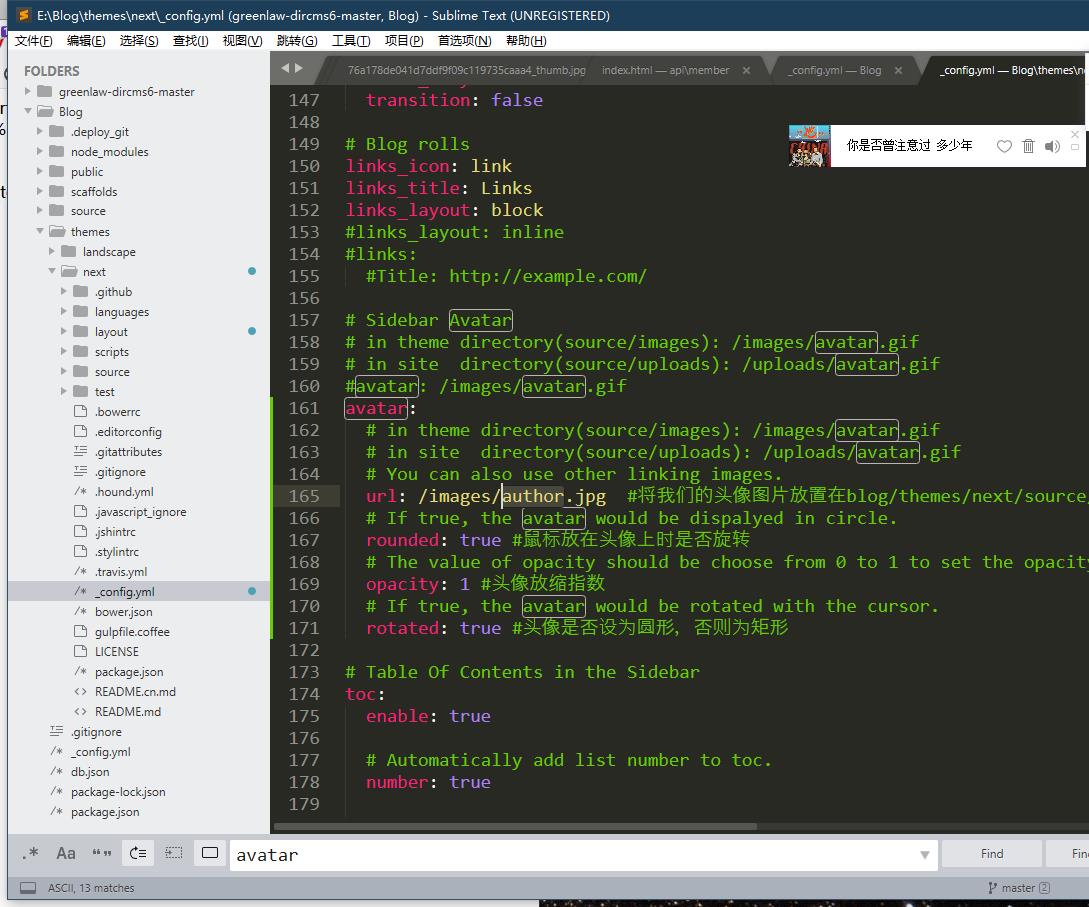 E:\Blog\themes\next\_config.yml (greenlaw-dircms6-master, Blog) - Sublime Text (UNREGISTERED)
文件(F) 编辑(E) 选择(S) 查找(I) 视图(V) 跳转(G) 工具(T) 项目(P) 首选项(N) 帮助(H)
FOLDERS
greenlaw-dircms6-master
Blog
.deploy_git
node_modules
public
scaffolds
source
themes
landscape
next
.github
languages
layout
scripts
source
test
.bowerrc
.editorconfig
.gitattributes
.gitignore
.hound.yml
.javascript_ignore
.jshintrc
.stylintrc
.travis.yml
_config.yml
bower.json
gulpfile.coffee
LICENSE
package.json
README.cn.md
README.md
.gitignore
_config.yml
db.json
package-lock.json
package.json
76a178de041d7ddf9f09c119735caaa4_thumb.jpg index.html — api\member × _config.yml — Blog × _config.yml — Blog\themes\ne
147 transition: false
148
149 # Blog rolls
150 links_icon: link
151 links_title: Links
152 links_layout: block
153 #links_layout: inline
154 #links:
155 #Title: http://example.com/
156
157 # Sidebar Avatar
158 # in theme directory(source/images): /images/avatar.gif
159 # in site  directory(source/uploads): /uploads/avatar.gif
160 #avatar: /images/avatar.gif
161 avatar:
162 # in theme directory(source/images): /images/avatar.gif
163 # in site  directory(source/uploads): /uploads/avatar.gif
164 # You can also use other linking images.
165 url: /images/author.jpg  #将我们的头像图片放置在blog/themes/next/source/
166 # If true, the avatar would be dispalyed in circle.
167 rounded: true #鼠标放在头像上时是否旋转
168 # The value of opacity should be choose from 0 to 1 to set the opacity
169 opacity: 1 #头像放缩指数
170 # If true, the avatar would be rotated with the cursor.
171 rotated: true #头像是否设为圆形，否则为矩形
172
173 # Table Of Contents in the Sidebar
174 toc:
175 enable: true
176
177 # Automatically add list number to toc.
178 number: true
179
你是否曾注意过 多少年
.* Aa “” avatar Find Fin
ASCII, 13 matches master 2